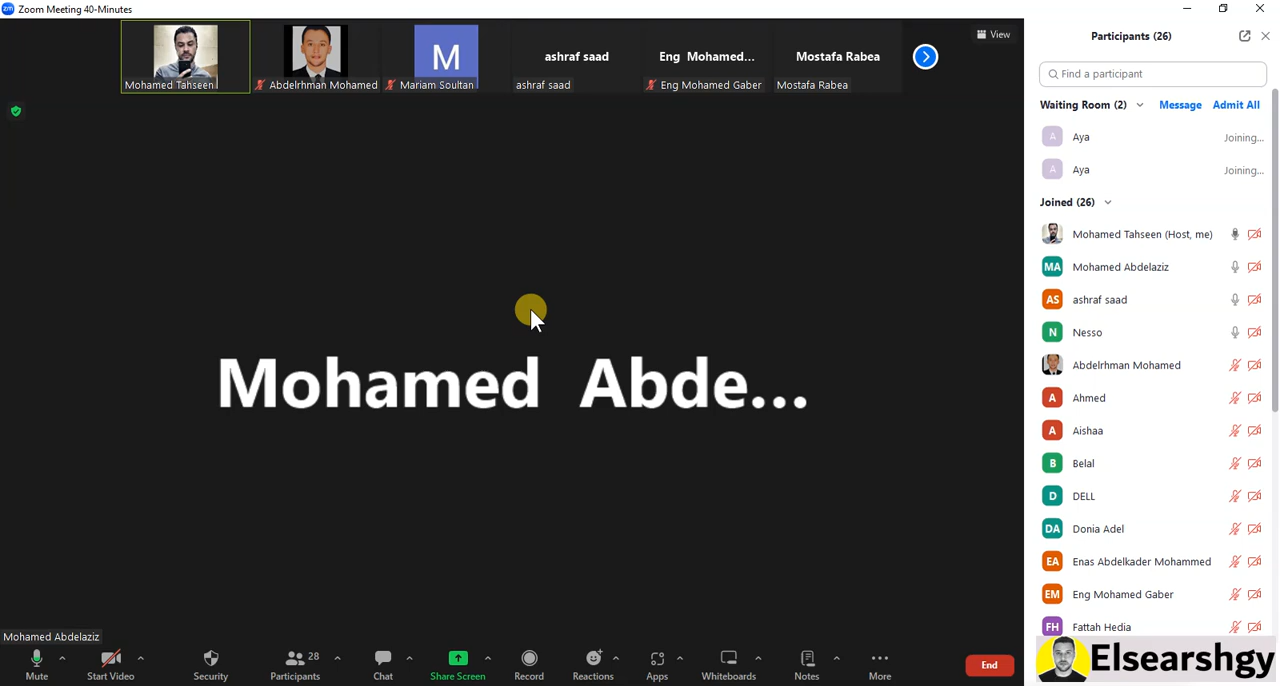 Zoom Meeting 40-Minutes
View
Mohamed Tahseen
Abdelrhman Mohamed
M
Mariam Soultan
ashraf saad
ashraf saad
Eng Mohamed...
Eng Mohamed Gaber
Mostafa Rabea
Mostafa Rabea
Mohamed Abde...
Mohamed Abdelaziz
Mute
Start Video
Security
28
Participants
Chat
Share Screen
Record
Reactions
Apps
Whiteboards
Notes
More
End
Participants (26)
Find a participant
Waiting Room (2) Message Admit All
A Aya Joining...
A Aya Joining...
Joined (26)
Mohamed Tahseen (Host, me)
MA Mohamed Abdelaziz
AS ashraf saad
N Nesso
Abdelrhman Mohamed
A Ahmed
A Aishaa
B Belal
D DELL
DA Donia Adel
EA Enas Abdelkader Mohammed
EM Eng Mohamed Gaber
FH Fattah Hedia
Elsearshgy